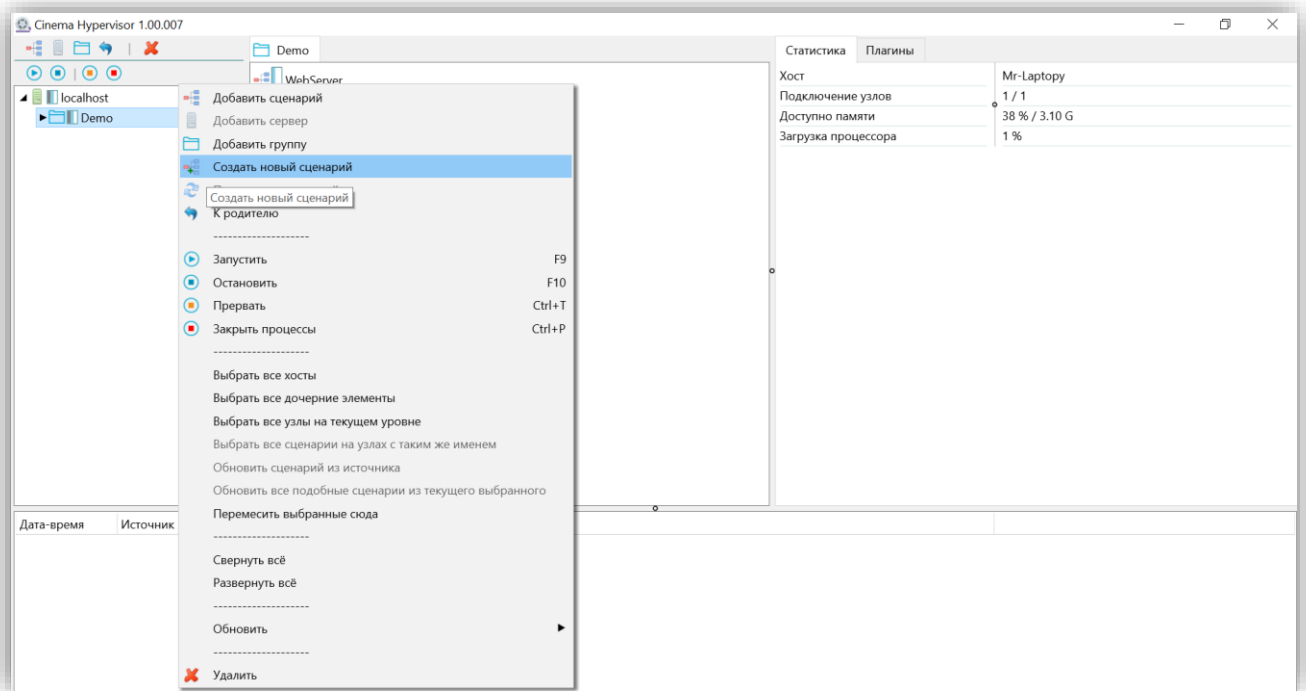 Cinema Hypervisor 1.00.007
Demo
Статистика Плагины
WebServer
Хост Mr-Laptopy
localhost
Подключение узлов 1 / 1
Demo
Доступно памяти 38 % / 3.10 G
Загрузка процессора 1 %
Добавить сценарий
Добавить сервер
Добавить группу
Создать новый сценарий
Создать новый сценарий
К родителю
--------------------
Запустить F9
Остановить F10
Прервать Ctrl+T
Закрыть процессы Ctrl+P
--------------------
Выбрать все хосты
Выбрать все дочерние элементы
Выбрать все узлы на текущем уровне
Выбрать все сценарии на узлах с таким же именем
Обновить сценарий из источника
Обновить все подобные сценарии из текущего выбранного
Перемесить выбранные сюда
--------------------
Свернуть всё
Развернуть всё
--------------------
Обновить
--------------------
Удалить
Дата-время Источник